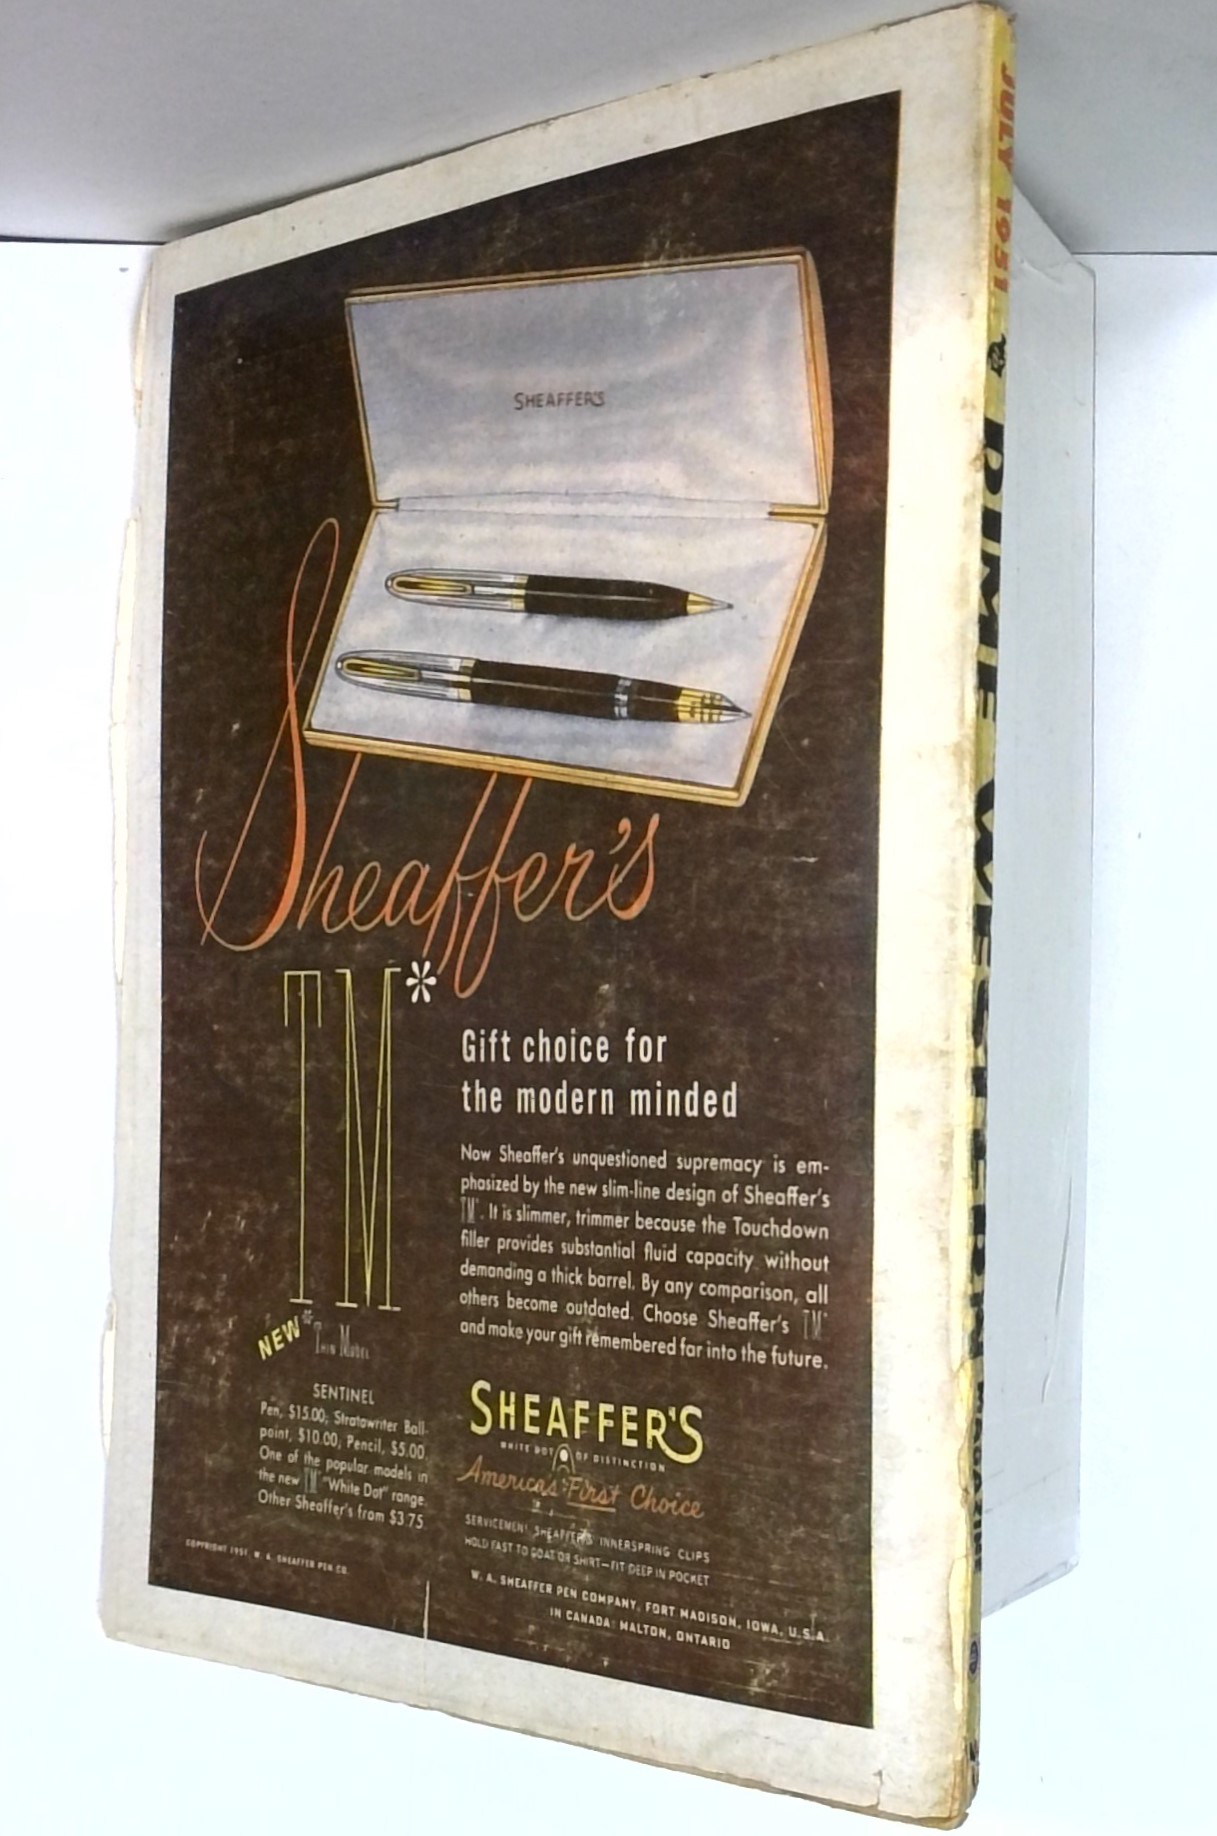 SHEAFFER'S
Sheaffer's
TM*
Gift choice for
the modern minded
Now Sheaffer's unquestioned supremacy is em-
phasized by the new slim-line design of Sheaffer's
TM*. It is slimmer, trimmer because the Touchdown
filler provides substantial fluid capacity without
demanding a thick barrel. By any comparison, all
others become outdated. Choose Sheaffer's TM*
and make your gift remembered far into the future.
NEW *THIN MODEL
SENTINEL
Pen, $15.00; Stratowriter Ball-
point, $10.00; Pencil, $5.00.
One of the popular models in
the new TM* "White Dot" range.
Other Sheaffer's from $3.75.
COPYRIGHT 1951, W. A. SHEAFFER PEN CO.
SHEAFFER'S
WHITE DOT OF DISTINCTION
America's First Choice
SERVICEMEN! SHEAFFER'S INNERSPRING CLIPS
HOLD FAST TO COAT OR SHIRT—FIT DEEP IN POCKET
W. A. SHEAFFER PEN COMPANY, FORT MADISON, IOWA, U.S.A.
IN CANADA: MALTON, ONTARIO
JULY 1951
DIME WESTERN MAGAZINE